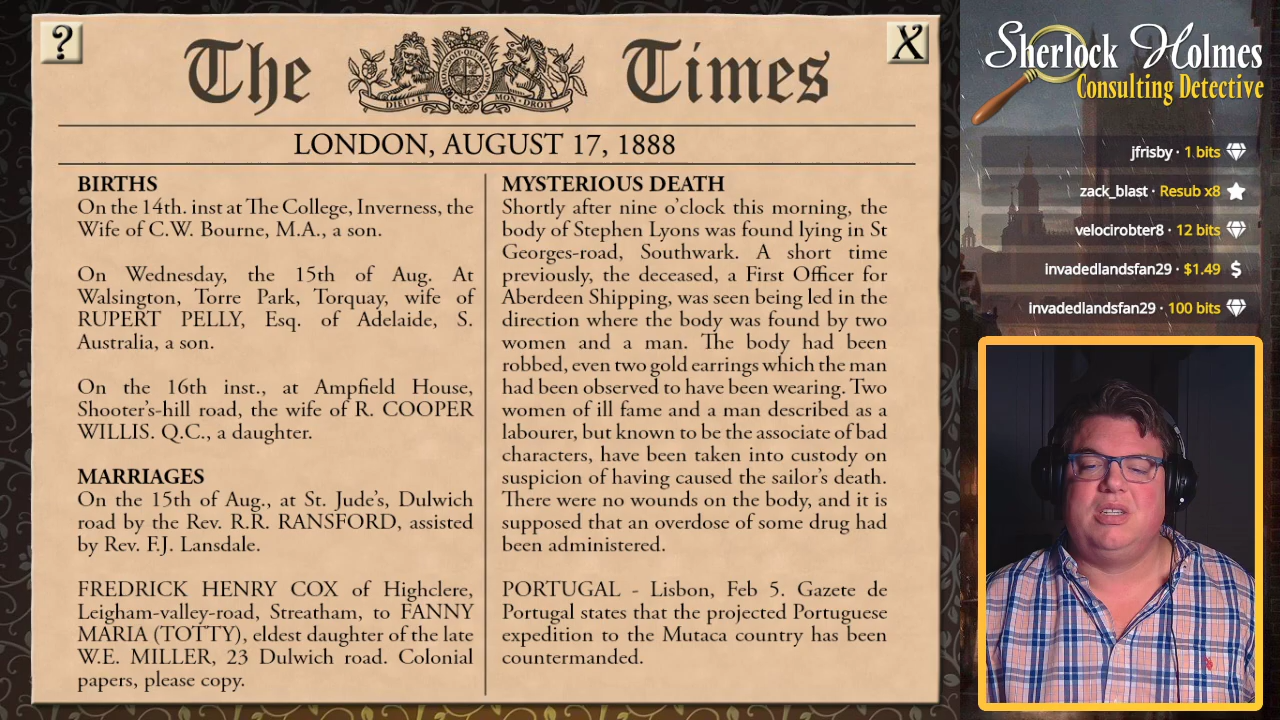 ?
X
The Times
DIEU · ET MON · DROIT
LONDON, AUGUST 17, 1888
BIRTHS
On the 14th. inst at The College, Inverness, the
Wife of C.W. Bourne, M.A., a son.
On Wednesday, the 15th of Aug. At
Walsington, Torre Park, Torquay, wife of
RUPERT PELLY, Esq. of Adelaide, S.
Australia, a son.
On the 16th inst., at Ampfield House,
Shooter's-hill road, the wife of R. COOPER
WILLIS. Q.C., a daughter.
MARRIAGES
On the 15th of Aug., at St. Jude's, Dulwich
road by the Rev. R.R. RANSFORD, assisted
by Rev. F.J. Lansdale.
FREDRICK HENRY COX of Highclere,
Leigham-valley-road, Streatham, to FANNY
MARIA (TOTTY), eldest daughter of the late
W.E. MILLER, 23 Dulwich road. Colonial
papers, please copy.
MYSTERIOUS DEATH
Shortly after nine o'clock this morning, the
body of Stephen Lyons was found lying in St
Georges-road, Southwark. A short time
previously, the deceased, a First Officer for
Aberdeen Shipping, was seen being led in the
direction where the body was found by two
women and a man. The body had been
robbed, even two gold earrings which the man
had been observed to have been wearing. Two
women of ill fame and a man described as a
labourer, but known to be the associate of bad
characters, have been taken into custody on
suspicion of having caused the sailor's death.
There were no wounds on the body, and it is
supposed that an overdose of some drug had
been administered.
PORTUGAL - Lisbon, Feb 5. Gazete de
Portugal states that the projected Portuguese
expedition to the Mutaca country has been
countermanded.
Sherlock Holmes
Consulting Detective
jfrisby · 1 bits
zack_blast · Resub x8
velocirobter8 · 12 bits
invadedlandsfan29 · $1.49 $
invadedlandsfan29 · 100 bits